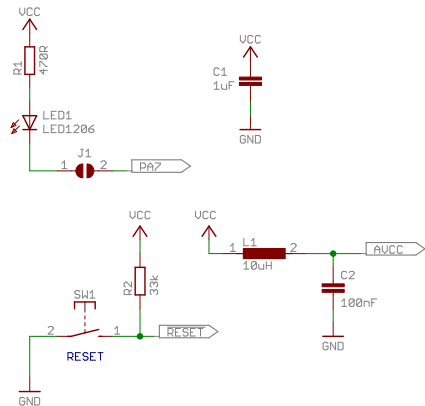 VCC
R1
470R
LED1
LED1206
J1
1
2
PA7
VCC
C1
1uF
GND
VCC
R2
33k
SW1
2
1
RESET
RESET
GND
VCC
L1
1
2
10uH
AVCC
C2
100nF
GND